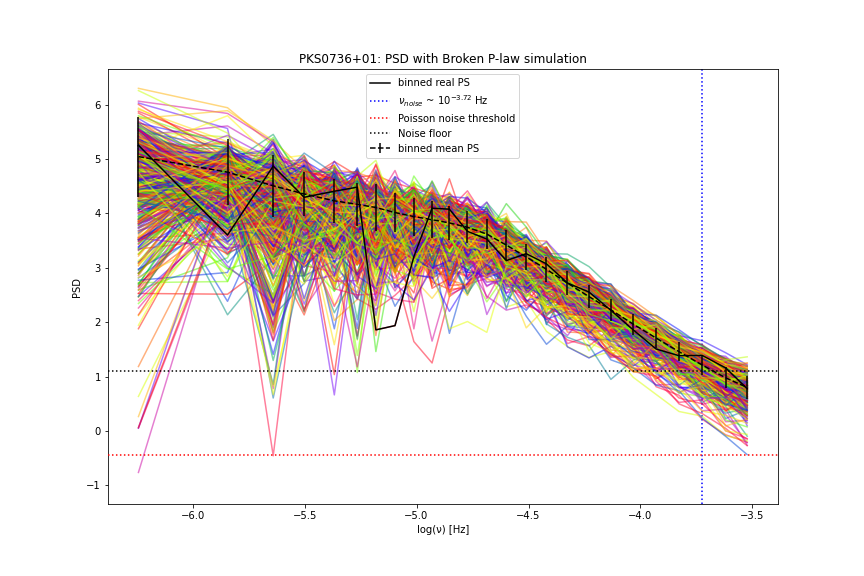 PKS0736+01: PSD with Broken P-law simulation
binned real PS
ν_noise ~ 10^−3.72 Hz
Poisson noise threshold
Noise floor
binned mean PS
PSD
6
5
4
3
2
1
0
−1
−6.0 −5.5 −5.0 −4.5 −4.0 −3.5
log(ν) [Hz]